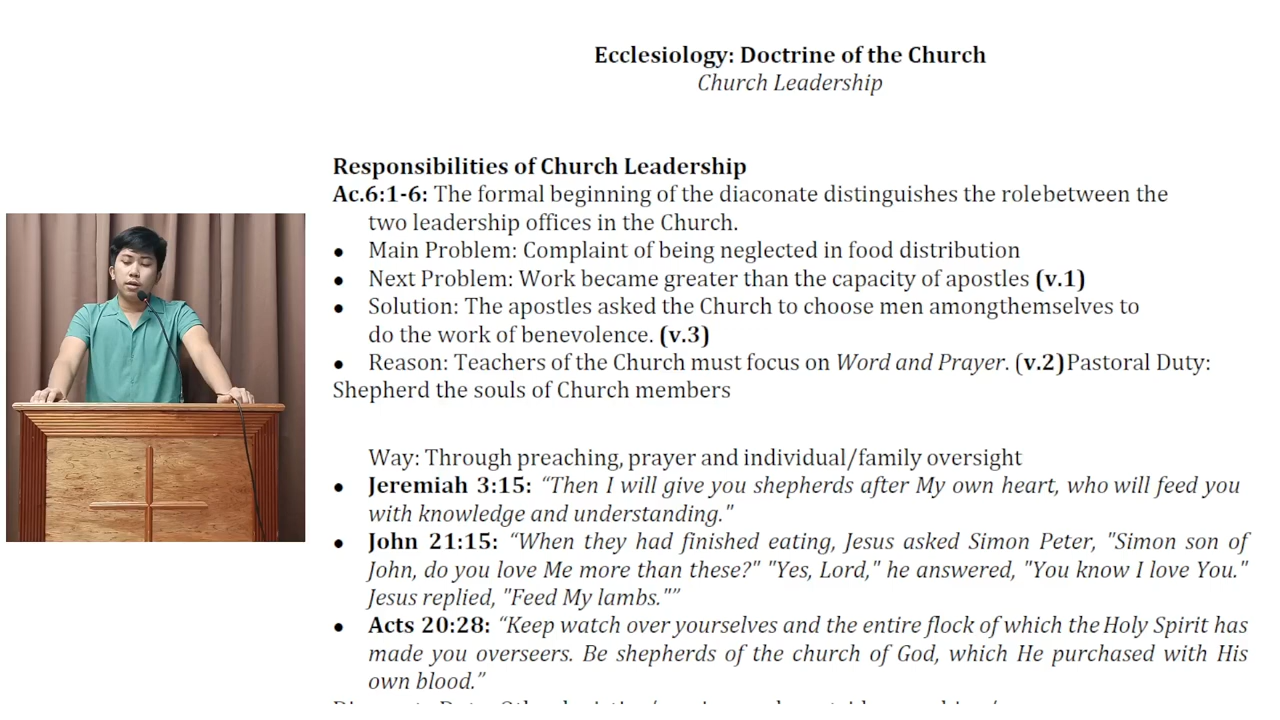 Ecclesiology: Doctrine of the Church
Church Leadership
Responsibilities of Church Leadership
Ac.6:1-6: The formal beginning of the diaconate distinguishes the rolebetween the
two leadership offices in the Church.
● Main Problem: Complaint of being neglected in food distribution
● Next Problem: Work became greater than the capacity of apostles (v.1)
● Solution: The apostles asked the Church to choose men amongthemselves to
do the work of benevolence. (v.3)
● Reason: Teachers of the Church must focus on Word and Prayer. (v.2)Pastoral Duty:
Shepherd the souls of Church members
Way: Through preaching, prayer and individual/family oversight
● Jeremiah 3:15: “Then I will give you shepherds after My own heart, who will feed you
with knowledge and understanding."
● John 21:15: “When they had finished eating, Jesus asked Simon Peter, "Simon son of
John, do you love Me more than these?" "Yes, Lord," he answered, "You know I love You."
Jesus replied, "Feed My lambs."”
● Acts 20:28: “Keep watch over yourselves and the entire flock of which the Holy Spirit has
made you overseers. Be shepherds of the church of God, which He purchased with His
own blood.”